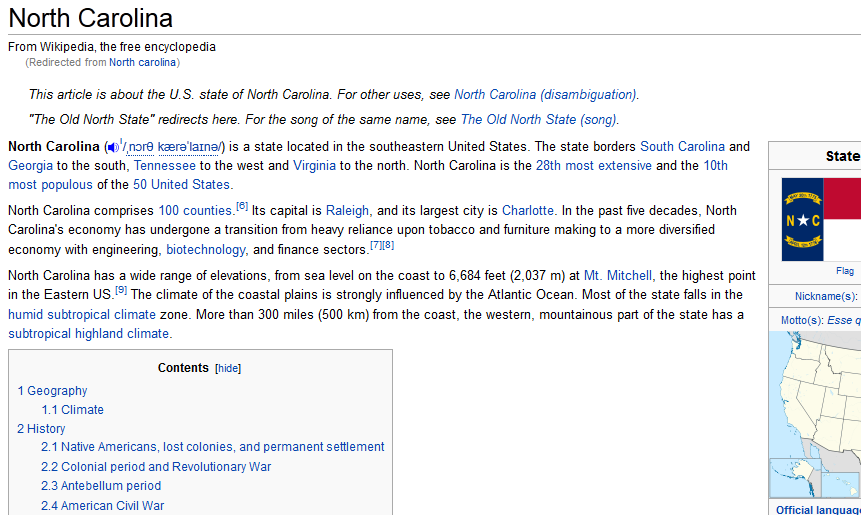 North Carolina
From Wikipedia, the free encyclopedia
(Redirected from North carolina)
This article is about the U.S. state of North Carolina. For other uses, see North Carolina (disambiguation).
"The Old North State" redirects here. For the song of the same name, see The Old North State (song).
North Carolina (/ˌnɔrθ kærəˈlaɪnə/) is a state located in the southeastern United States. The state borders South Carolina and
Georgia to the south, Tennessee to the west and Virginia to the north. North Carolina is the 28th most extensive and the 10th
most populous of the 50 United States.
North Carolina comprises 100 counties.[6] Its capital is Raleigh, and its largest city is Charlotte. In the past five decades, North
Carolina's economy has undergone a transition from heavy reliance upon tobacco and furniture making to a more diversified
economy with engineering, biotechnology, and finance sectors.[7][8]
North Carolina has a wide range of elevations, from sea level on the coast to 6,684 feet (2,037 m) at Mt. Mitchell, the highest point
in the Eastern US.[9] The climate of the coastal plains is strongly influenced by the Atlantic Ocean. Most of the state falls in the
humid subtropical climate zone. More than 300 miles (500 km) from the coast, the western, mountainous part of the state has a
subtropical highland climate.
Contents [hide]
1 Geography
1.1 Climate
2 History
2.1 Native Americans, lost colonies, and permanent settlement
2.2 Colonial period and Revolutionary War
2.3 Antebellum period
2.4 American Civil War
State
N C
Flag
Nickname(s):
Motto(s): Esse q
Official language